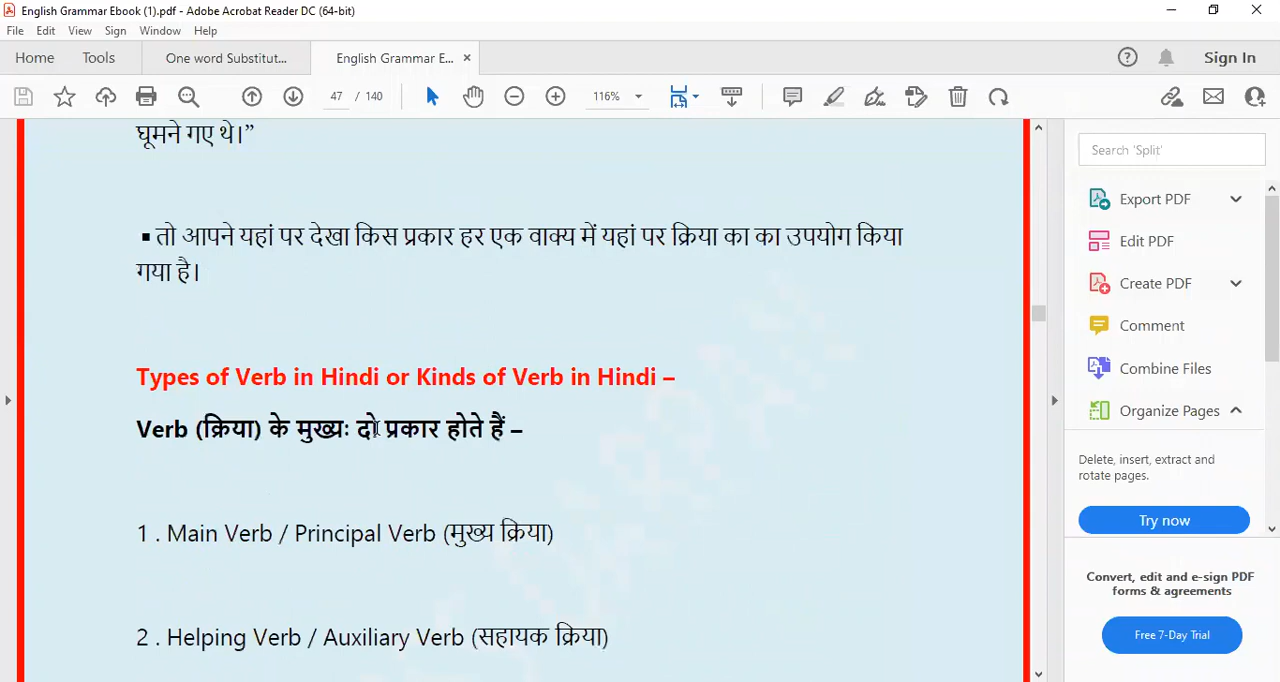 English Grammar Ebook (1).pdf - Adobe Acrobat Reader DC (64-bit)
File Edit View Sign Window Help
Home Tools One word Substitut... English Grammar E... × Sign In
47 / 140 116%
घूमने गए थे।”
▪ तो आपने यहां पर देखा किस प्रकार हर एक वाक्य में यहां पर क्रिया का का उपयोग किया
गया है।
Types of Verb in Hindi or Kinds of Verb in Hindi –
Verb (क्रिया) के मुख्यः दो प्रकार होते हैं –
1 . Main Verb / Principal Verb (मुख्य क्रिया)
2 . Helping Verb / Auxiliary Verb (सहायक क्रिया)
Search 'Split'
Export PDF
Edit PDF
Create PDF
Comment
Combine Files
Organize Pages
Delete, insert, extract and
rotate pages.
Try now
Convert, edit and e-sign PDF
forms & agreements
Free 7-Day Trial